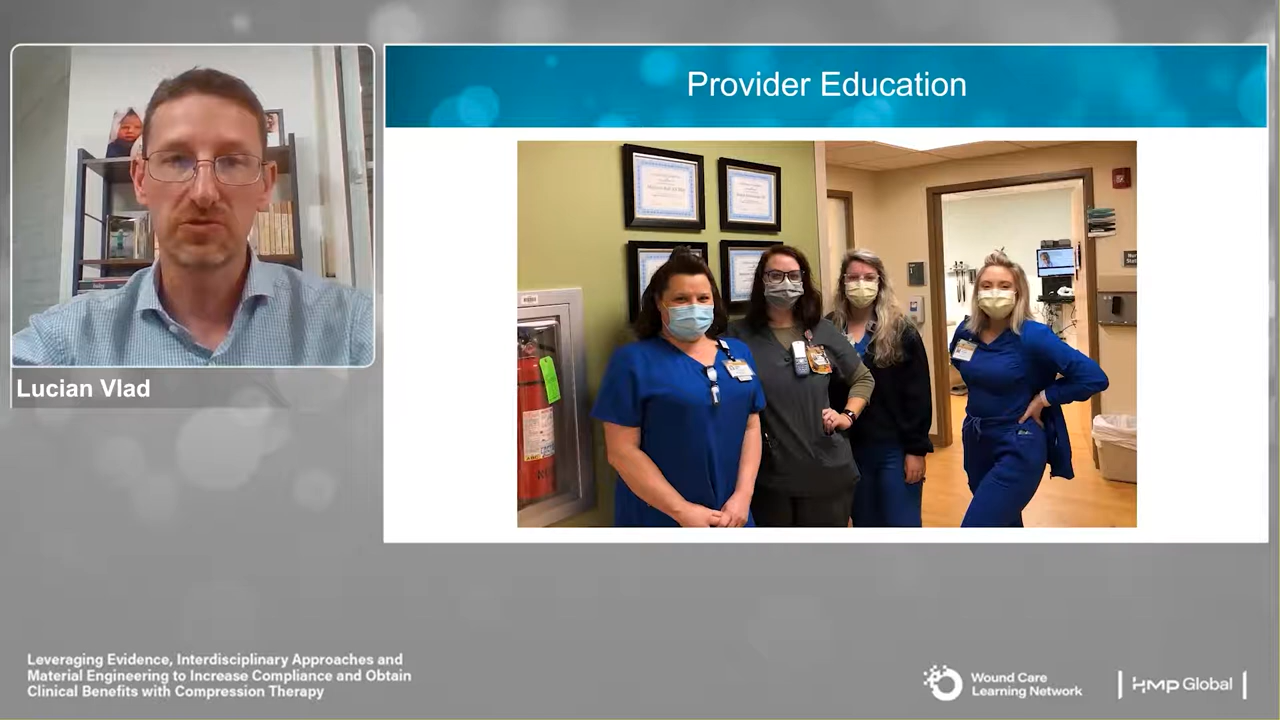 Provider Education
Lucian Vlad
Leveraging Evidence, Interdisciplinary Approaches and
Material Engineering to Increase Compliance and Obtain
Clinical Benefits with Compression Therapy
Wound Care
Learning Network
HMP Global